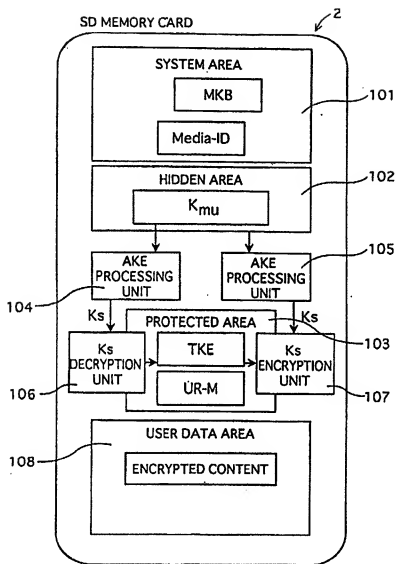 SD MEMORY CARD
2
SYSTEM AREA
MKB
Media-ID
101
HIDDEN AREA
Kmu
102
AKE
PROCESSING
UNIT
104
AKE
PROCESSING
UNIT
105
Ks
Ks
PROTECTED AREA
103
Ks
DECRYPTION
UNIT
106
TKE
UR-M
Ks
ENCRYPTION
UNIT
107
USER DATA AREA
108
ENCRYPTED CONTENT